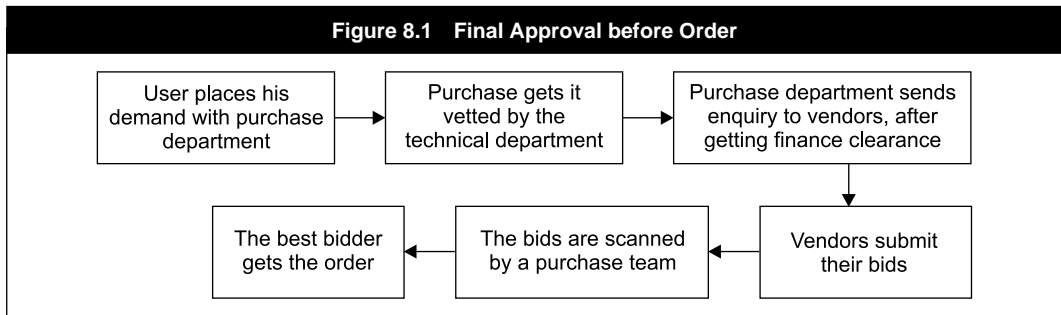 Figure 8.1 Final Approval before Order
User places his
demand with purchase
department
Purchase gets it
vetted by the
technical department
Purchase department sends
enquiry to vendors, after
getting finance clearance
Vendors submit
their bids
The bids are scanned
by a purchase team
The best bidder
gets the order